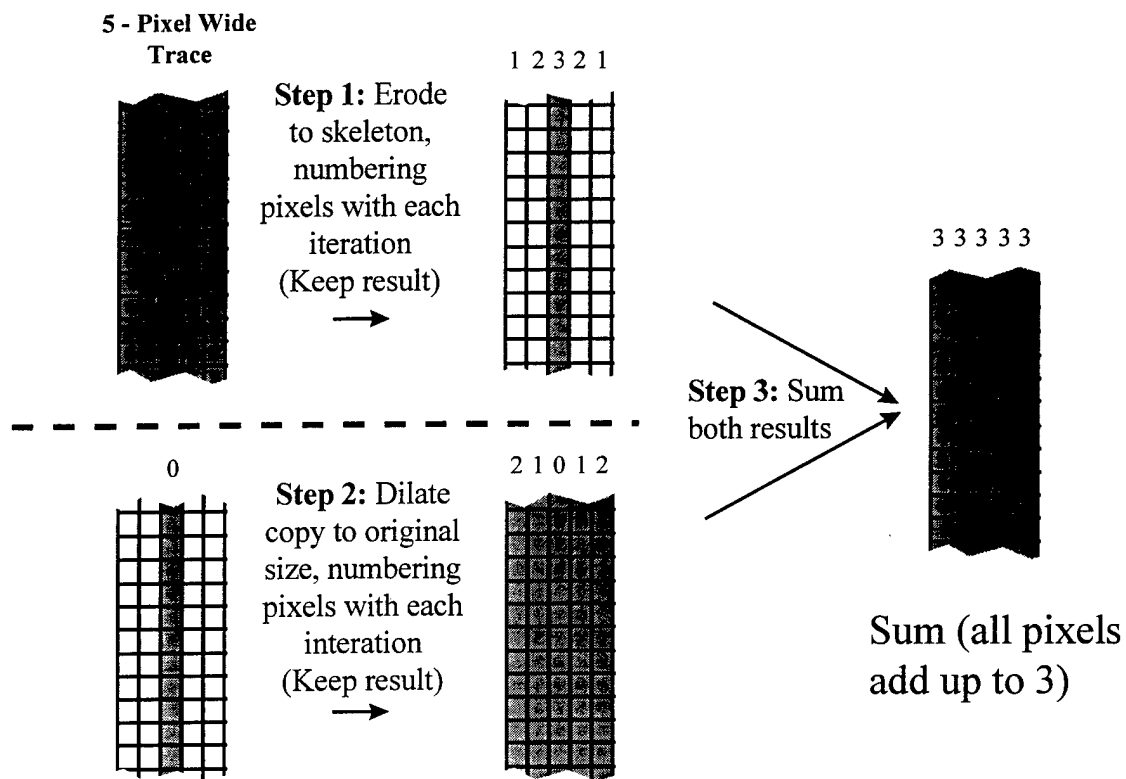 5 - Pixel Wide
Trace
Step 1: Erode
to skeleton,
numbering
pixels with each
iteration
(Keep result)
1 2 3 2 1
0
Step 2: Dilate
copy to original
size, numbering
pixels with each
interation
(Keep result)
2 1 0 1 2
Step 3: Sum
both results
3 3 3 3 3
Sum (all pixels
add up to 3)